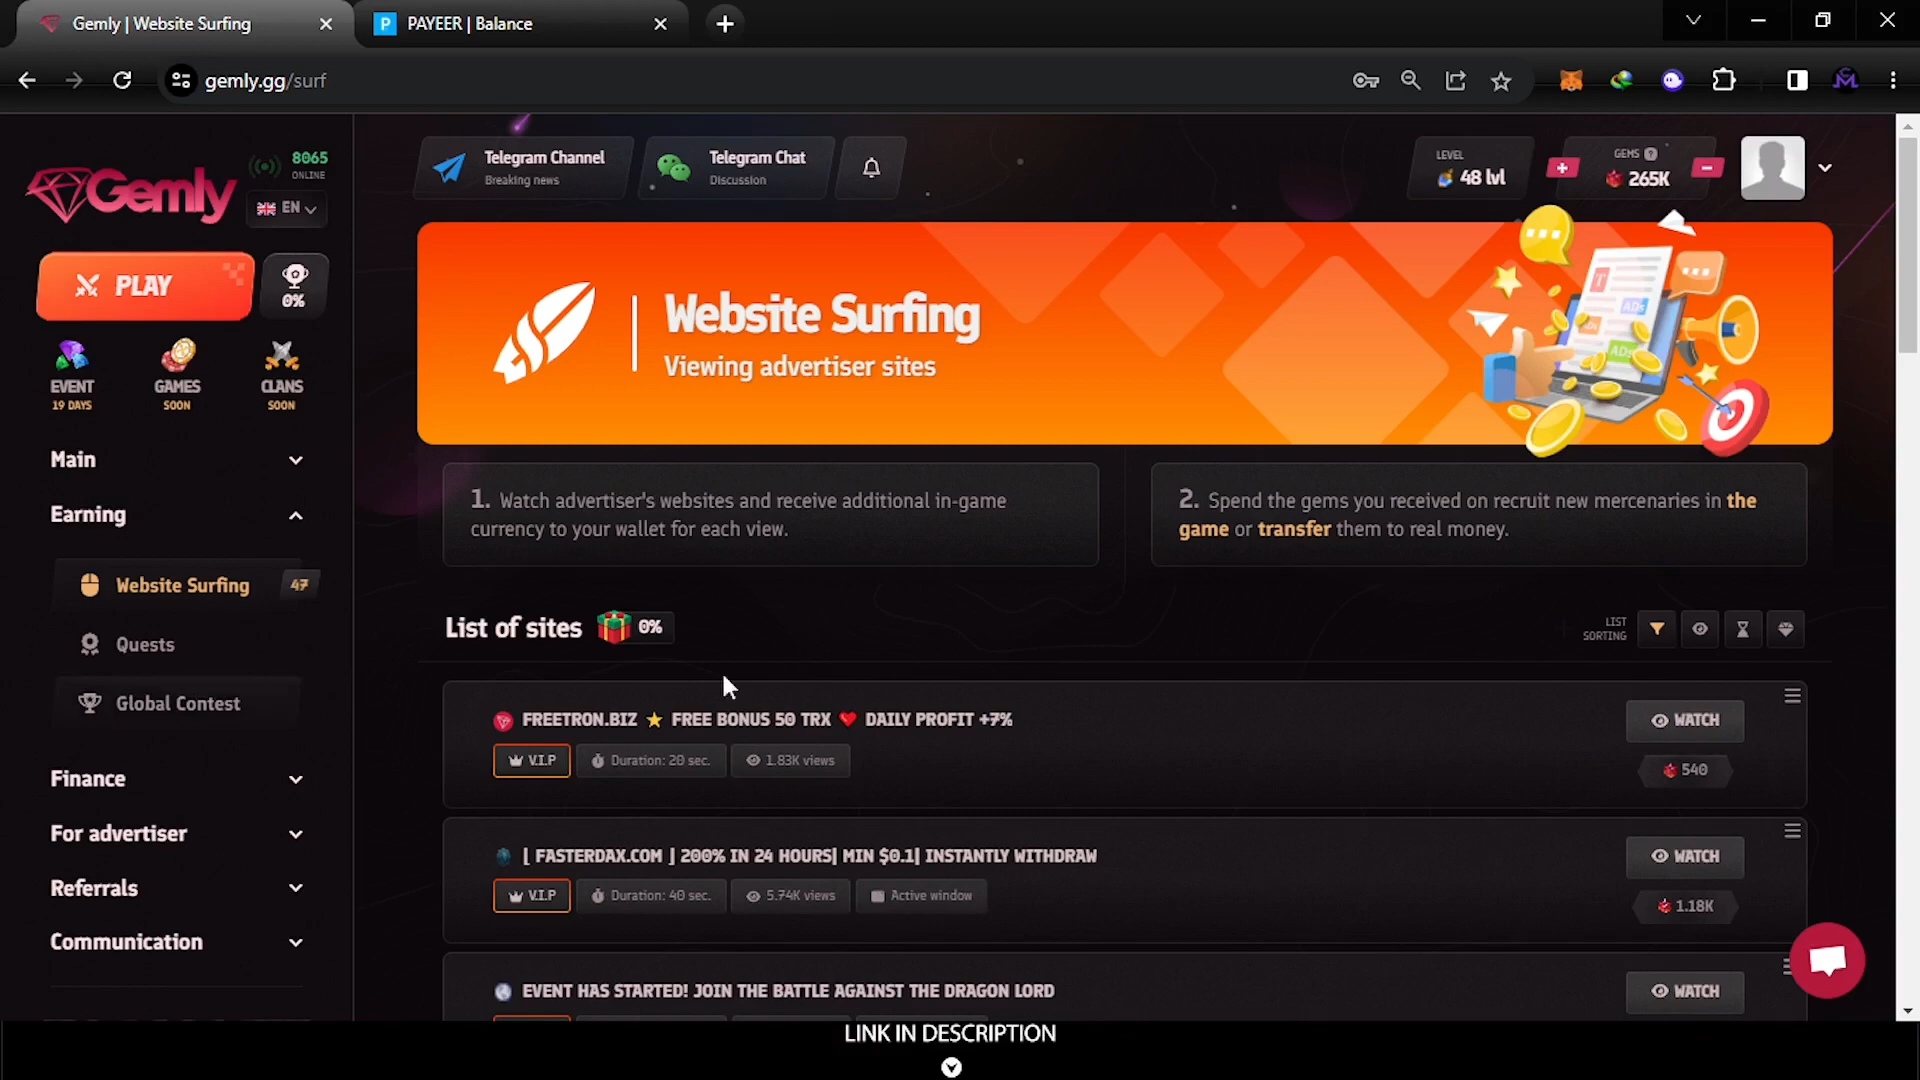 Gemly | Website Surfing
PAYEER | Balance
gemly.gg/surf
Gemly
8065
ONLINE
EN
Telegram Channel
Breaking news
Telegram Chat
Discussion
LEVEL
48 lvl
GEMS
265K
PLAY
0%
EVENT
19 DAYS
GAMES
SOON
CLANS
SOON
Website Surfing
Viewing advertiser sites
Main
Earning
Website Surfing
47
Quests
Global Contest
Finance
For advertiser
Referrals
Communication
1. Watch advertiser's websites and receive additional in-game
currency to your wallet for each view.
2. Spend the gems you received on recruit new mercenaries in the
game or transfer them to real money.
List of sites
0%
LIST
SORTING
FREETRON.BIZ ⭐ FREE BONUS 50 TRX ❤ DAILY PROFIT +7%
V.I.P
Duration: 20 sec.
1.83K views
WATCH
540
[ FASTERDAX.COM ] 200% IN 24 HOURS| MIN $0.1| INSTANTLY WITHDRAW
V.I.P
Duration: 40 sec.
5.74K views
Active window
WATCH
1.18K
EVENT HAS STARTED! JOIN THE BATTLE AGAINST THE DRAGON LORD
WATCH
LINK IN DESCRIPTION